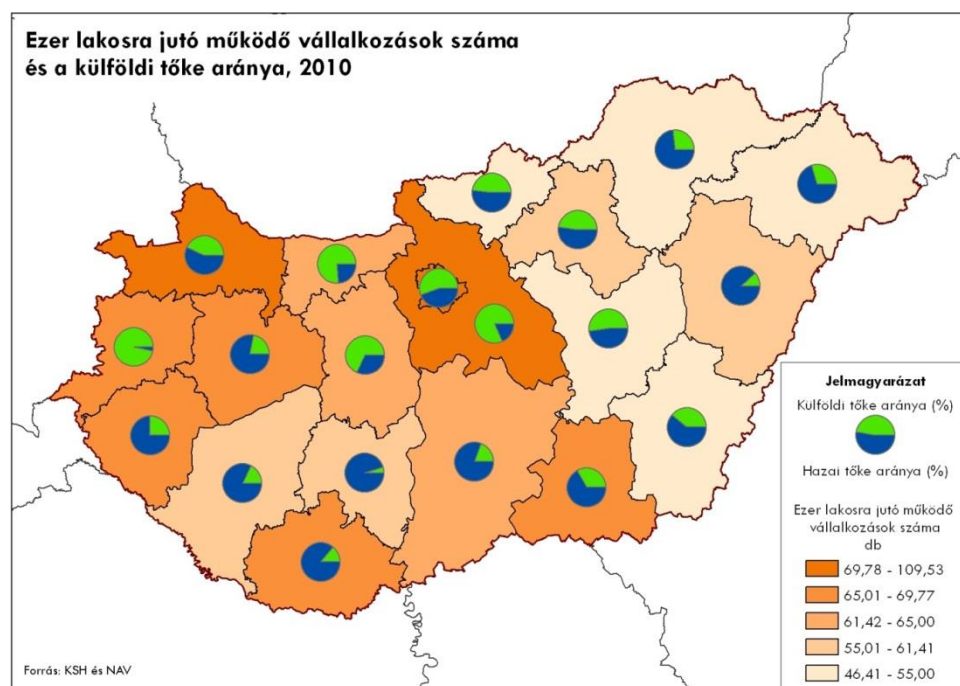 Ezer lakosra jutó működő vállalkozások száma
és a külföldi tőke aránya, 2010
Jelmagyarázat
Külföldi tőke aránya (%)
Hazai tőke aránya (%)
Ezer lakosra jutó működő
vállalkozások száma
db
69,78 - 109,53
65,01 - 69,77
61,42 - 65,00
55,01 - 61,41
46,41 - 55,00
Forrás: KSH és NAV